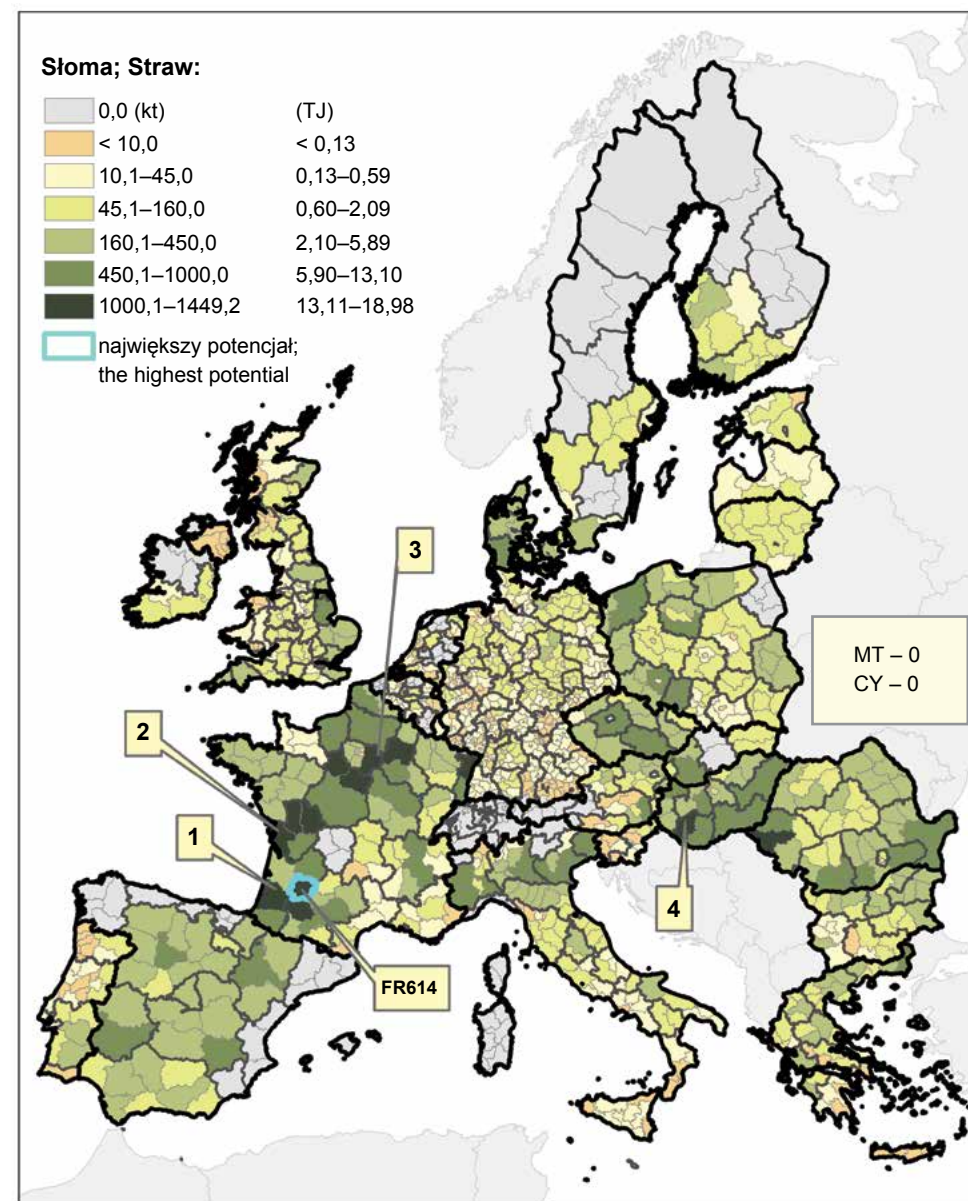 Słoma; Straw:
0,0 (kt) (TJ)
< 10,0 < 0,13
10,1–45,0 0,13–0,59
45,1–160,0 0,60–2,09
160,1–450,0 2,10–5,89
450,1–1000,0 5,90–13,10
1000,1–1449,2 13,11–18,98
największy potencjał;
the highest potential
3
MT – 0
CY – 0
2
1
4
FR614